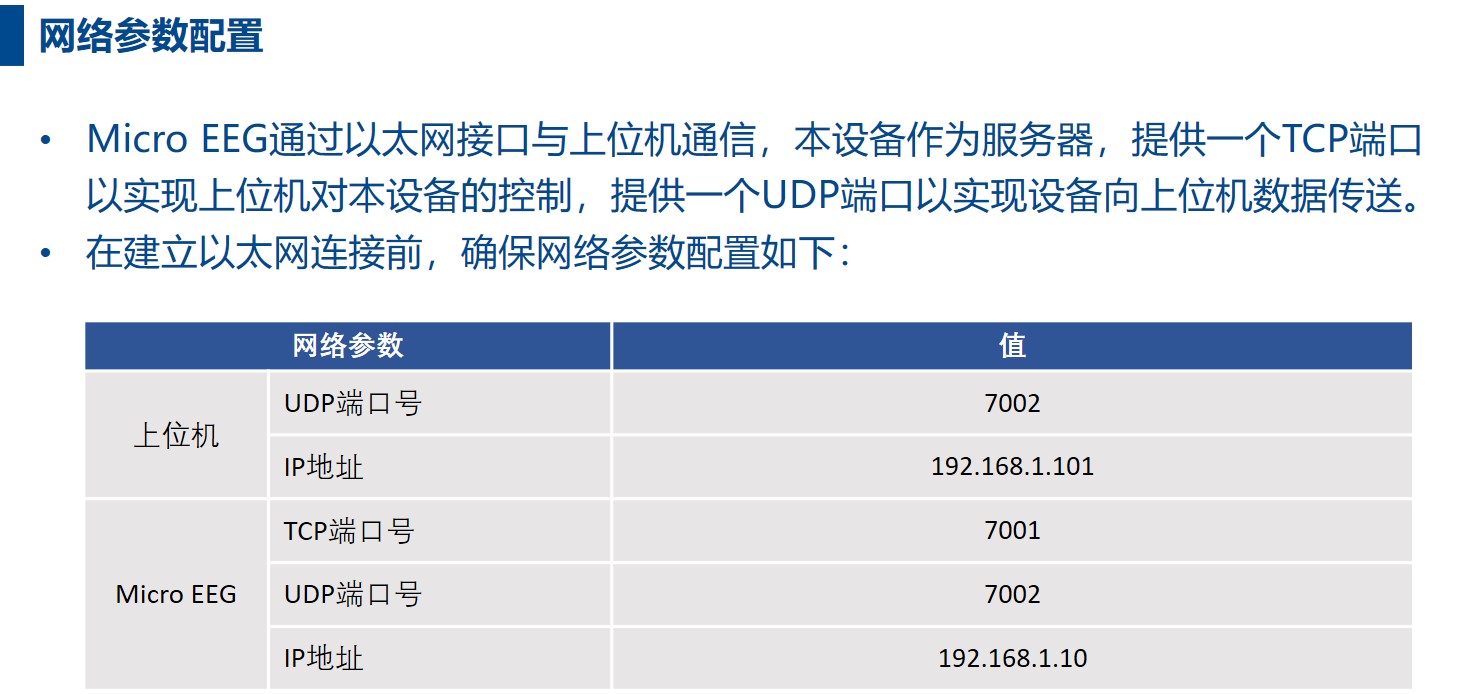 网络参数配置
• Micro EEG通过以太网接口与上位机通信，本设备作为服务器，提供一个TCP端口
以实现上位机对本设备的控制，提供一个UDP端口以实现设备向上位机数据传送。
• 在建立以太网连接前，确保网络参数配置如下：
网络参数 值
上位机 UDP端口号 7002
IP地址 192.168.1.101
Micro EEG TCP端口号 7001
UDP端口号 7002
IP地址 192.168.1.10